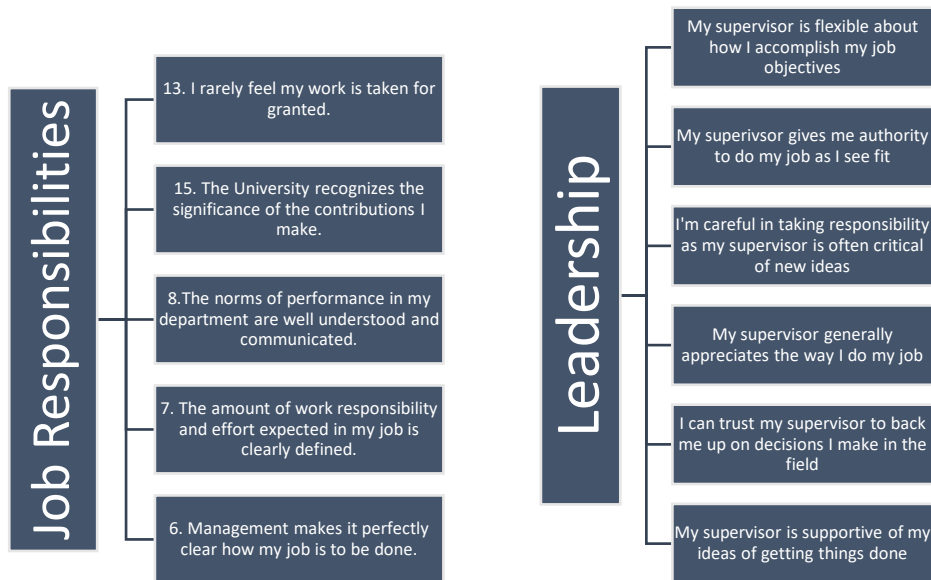 Job Responsibilities
13. I rarely feel my work is taken for
granted.
15. The University recognizes the
significance of the contributions I
make.
8.The norms of performance in my
department are well understood and
communicated.
7. The amount of work responsibility
and effort expected in my job is
clearly defined.
6. Management makes it perfectly
clear how my job is to be done.
Leadership
My supervisor is flexible about
how I accomplish my job
objectives
My superivsor gives me authority
to do my job as I see fit
I'm careful in taking responsibility
as my supervisor is often critical
of new ideas
My supervisor generally
appreciates the way I do my job
I can trust my supervisor to back
me up on decisions I make in the
field
My supervisor is supportive of my
ideas of getting things done